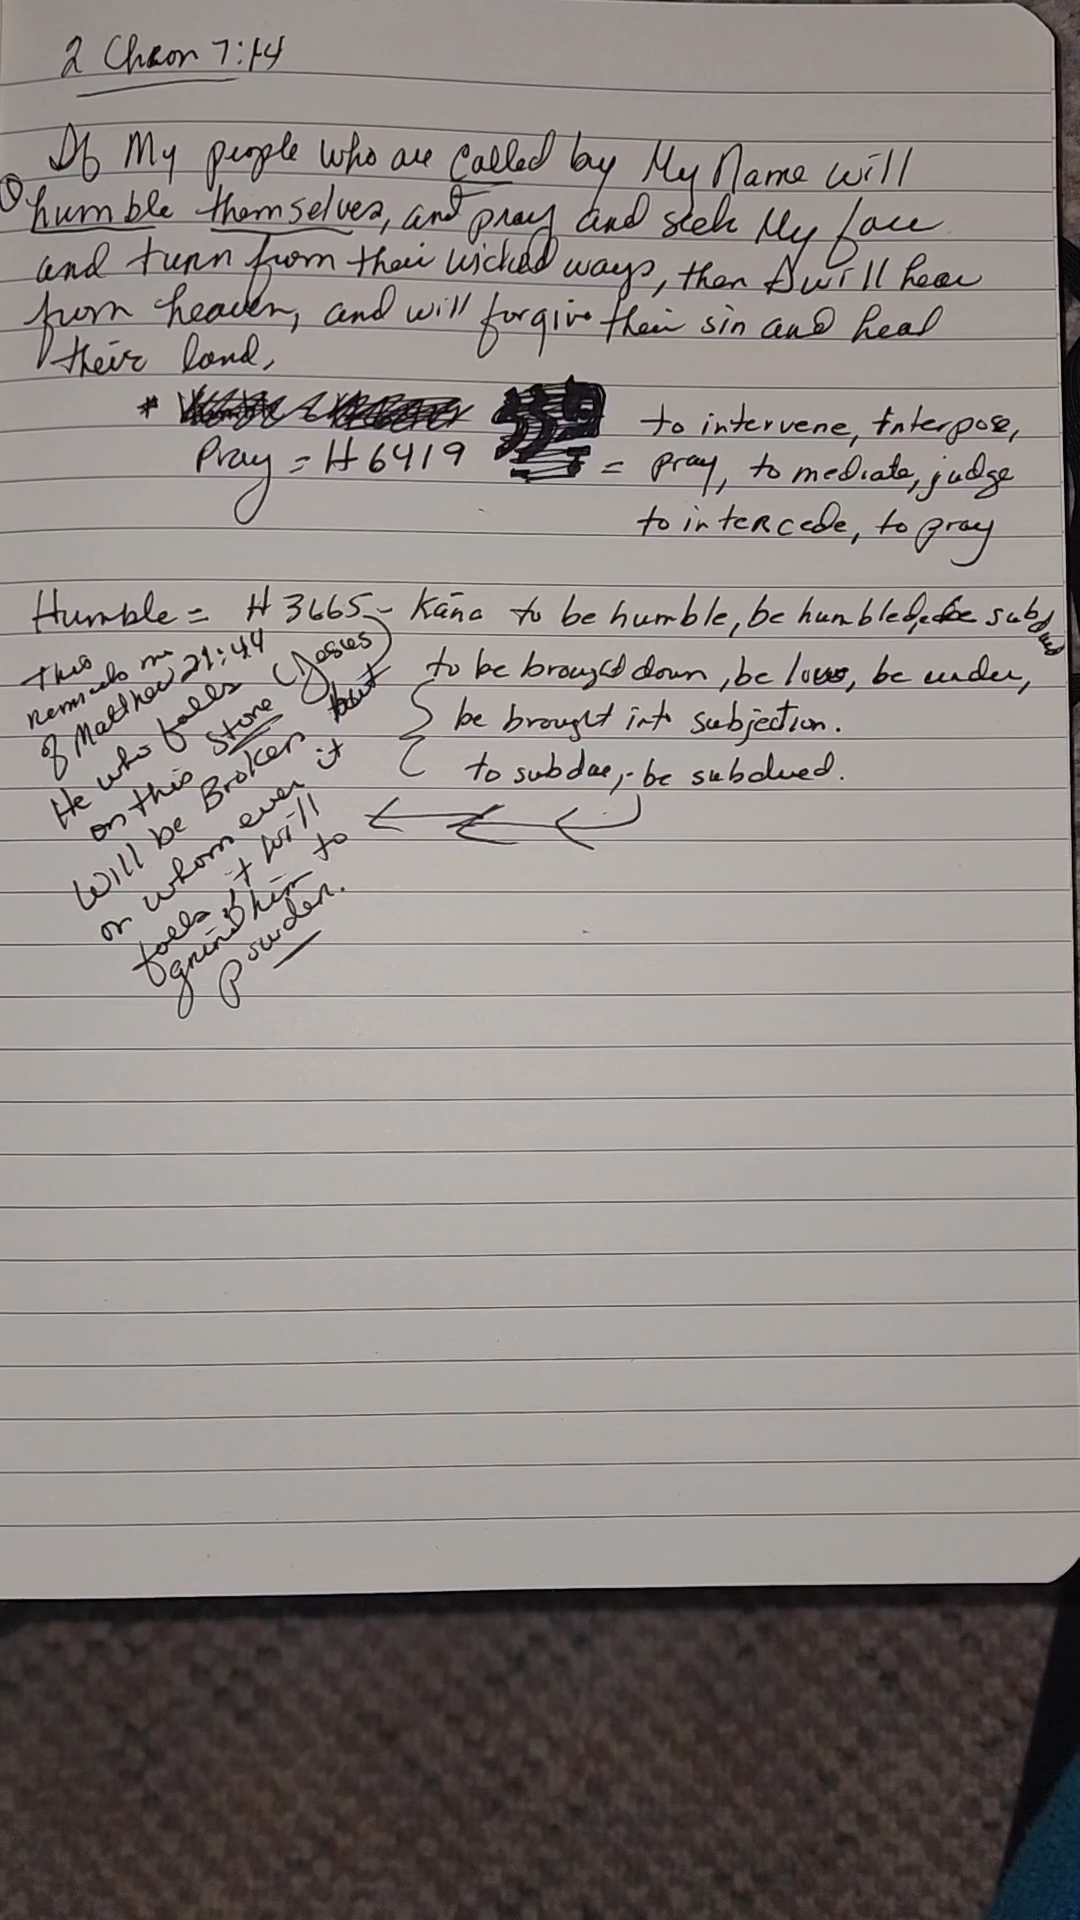 2 Chron 7:14
If My people who are called by My Name will
humble themselves, and pray and seek My face
and turn from their wicked ways, then I will hear
from heaven, and will forgive their sin and heal
their land,
*
to intervene, interpose,
Pray = H6419 = pray, to mediate, judge
to intercede, to pray
Humble = H3665 - Kāna to be humble, be humbled, be subdued
to be brought down, be low, be under,
be brought into subjection.
to subdue, - be subdued.
This
reminds me
of Matthew 21:44
He who falls
on this Stone (Jesus)
will be Broken but
on whom ever it
falls it will
grind him to
powder.